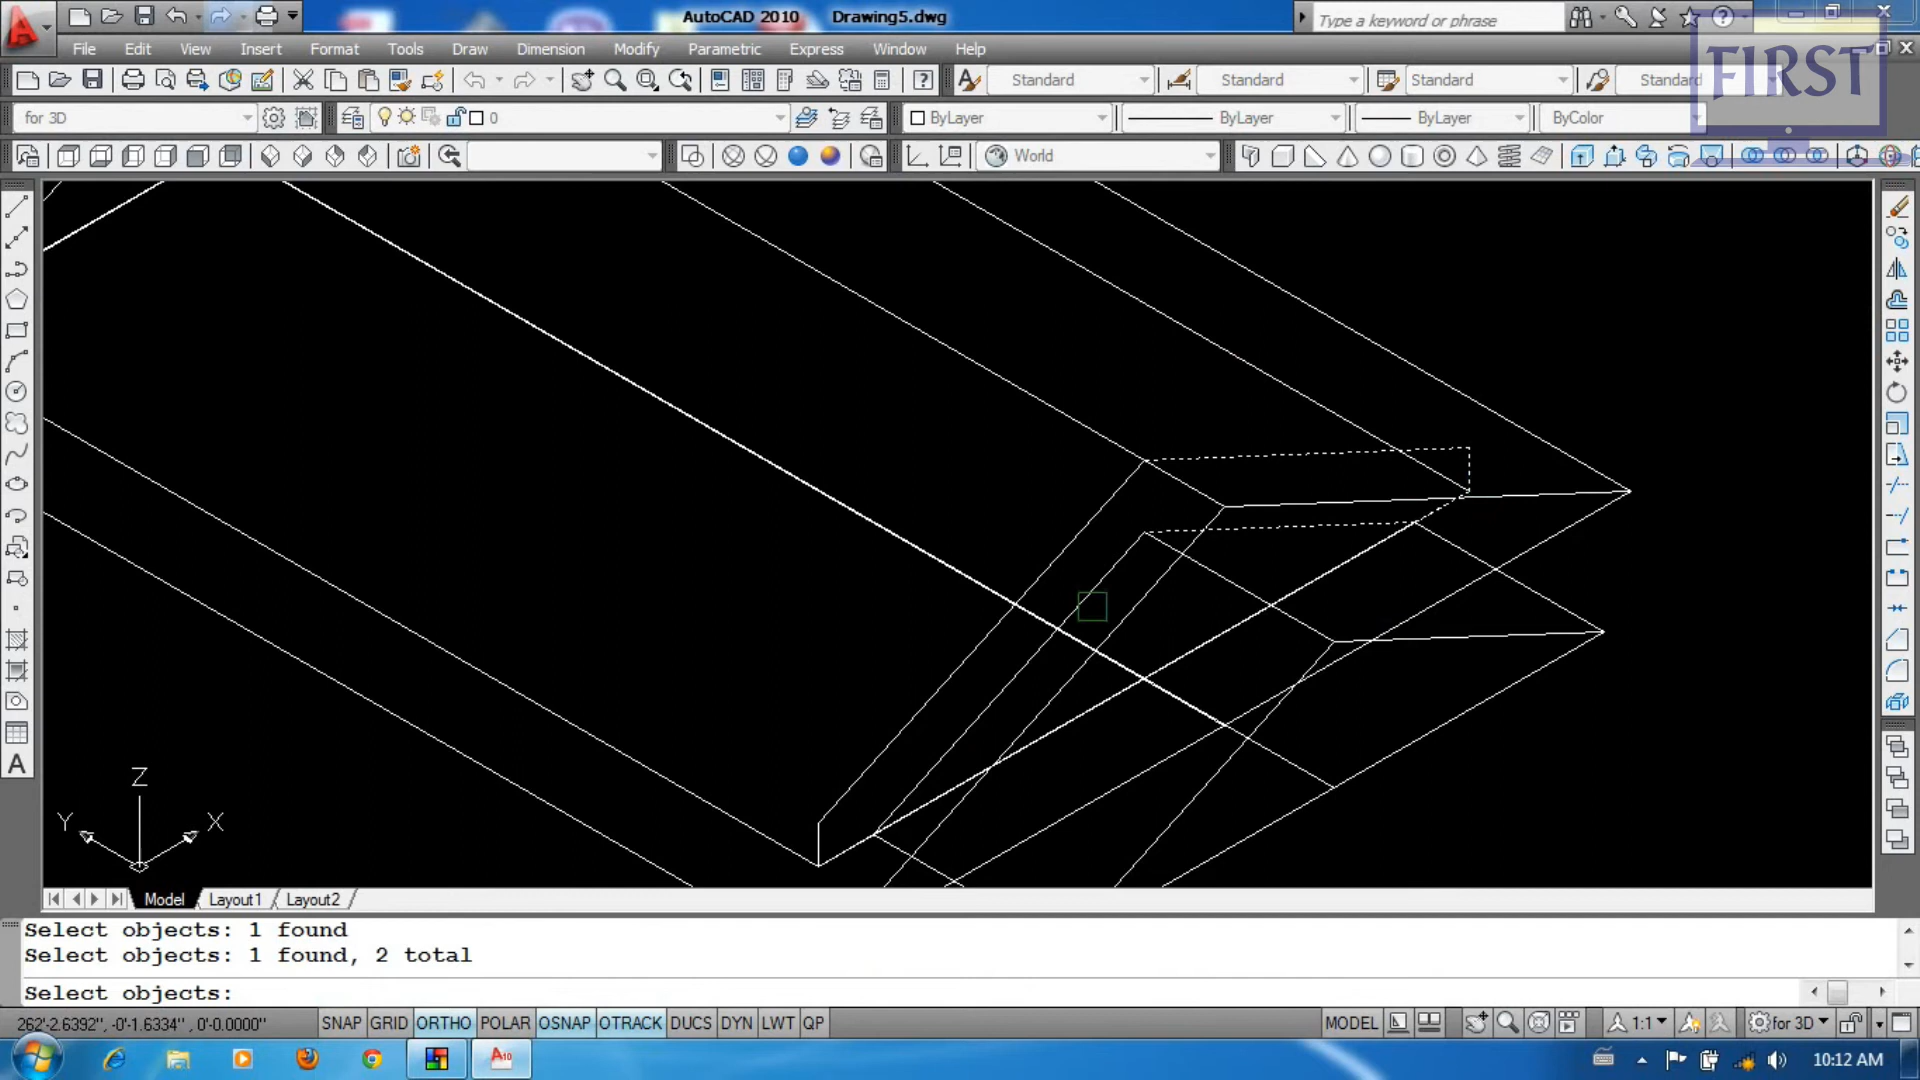 AutoCAD 2010 Drawing5.dwg
Type a keyword or phrase
File Edit View Insert Format Tools Draw Dimension Modify Parametric Express Window Help
FIRST
Standard Standard Standard Standard
for 3D 0 ByLayer ByLayer ByLayer ByColor
World
A
Z
Y X
Model Layout1 Layout2
Select objects: 1 found
Select objects: 1 found, 2 total
Select objects:
262'-2.6392", -0'-1.6334" , 0'-0.0000" SNAP GRID ORTHO POLAR OSNAP OTRACK DUCS DYN LWT QP MODEL 1:1 for 3D
10:12 AM